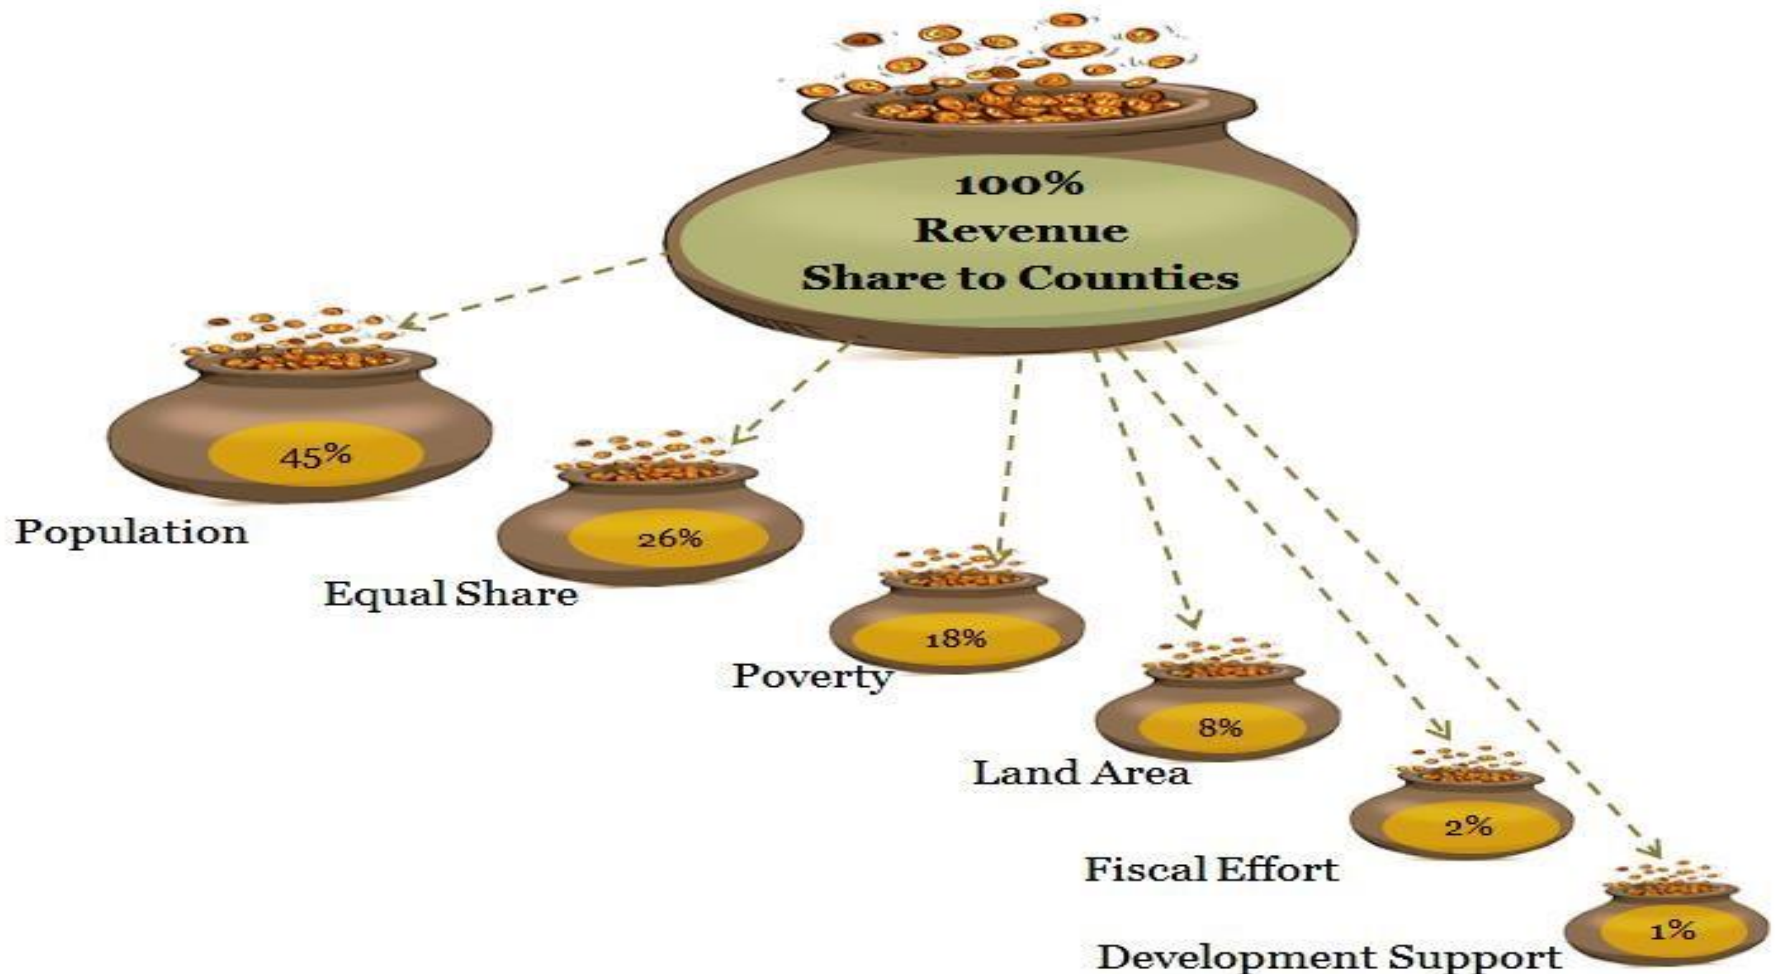 100%
Revenue
Share to Counties
45%
Population
26%
Equal Share
18%
Poverty
8%
Land Area
2%
Fiscal Effort
1%
Development Support